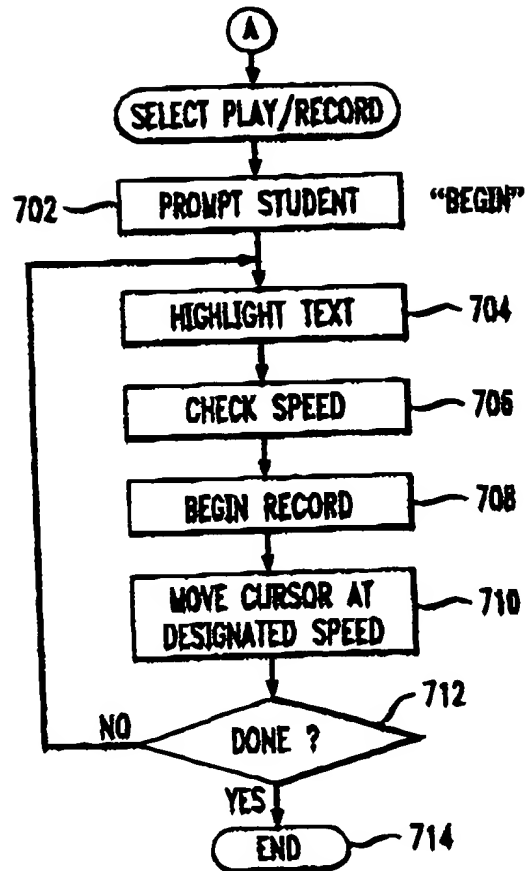 A
SELECT PLAY/RECORD
702 PROMPT STUDENT "BEGIN"
HIGHLIGHT TEXT 704
CHECK SPEED 706
BEGIN RECORD 708
MOVE CURSOR AT
DESIGNATED SPEED 710
712
NO DONE ?
YES
END 714